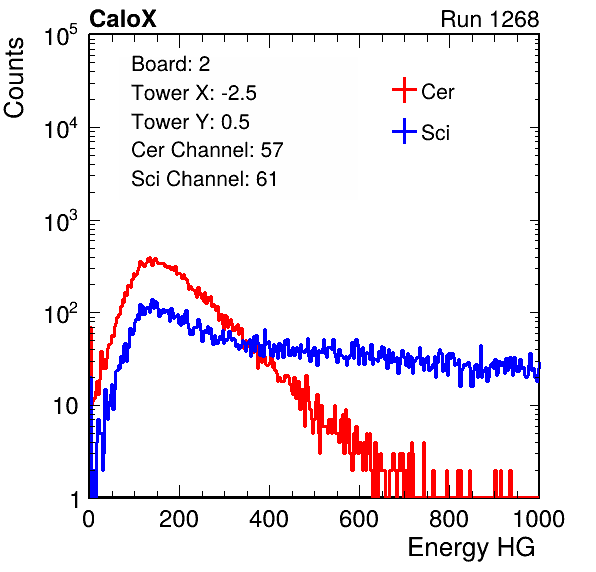 CaloX Run 1268
Counts
Board: 2
Tower X: -2.5
Tower Y: 0.5
Cer Channel: 57
Sci Channel: 61
Cer
Sci
10^5
10^4
10^3
10^2
10
1
0 200 400 600 800 1000
Energy HG